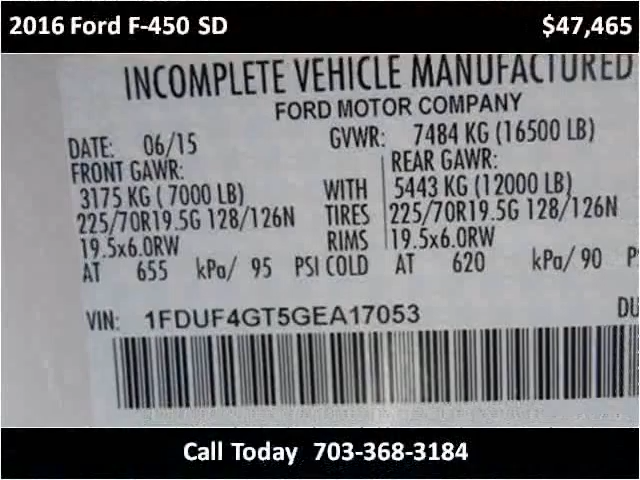 2016 Ford F-450 SD $47,465
INCOMPLETE VEHICLE MANUFACTURED
FORD MOTOR COMPANY
DATE: 06/15 GVWR: 7484 KG (16500 LB)
FRONT GAWR: REAR GAWR:
3175 KG ( 7000 LB) WITH 5443 KG (12000 LB)
225/70R19.5G 128/126N TIRES 225/70R19.5G 128/126N
19.5x6.0RW RIMS 19.5x6.0RW
AT 655 kPa/ 95 PSI COLD AT 620 kPa/ 90 P
VIN: 1FDUF4GT5GEA17053 DU
Call Today 703-368-3184